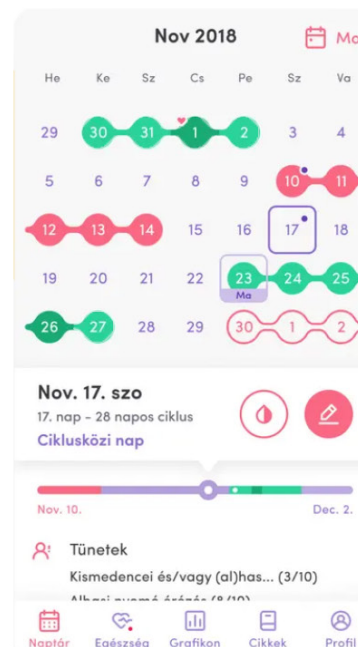 Nov 2018 Ma
He Ke Sz Cs Pe Sz Va
29 30 31 1 2 3 4
5 6 7 8 9 10 11
12 13 14 15 16 17 18
19 20 21 22 23 24 25
Ma
26 27 28 29 30 1 2
Nov. 17. szo
17. nap - 28 napos ciklus
Ciklusközi nap
Nov. 10. Dec. 2.
Tünetek
Kismedencei és/vagy (al)has... (3/10)
Naptár Egészség Grafikon Cikkek Profil